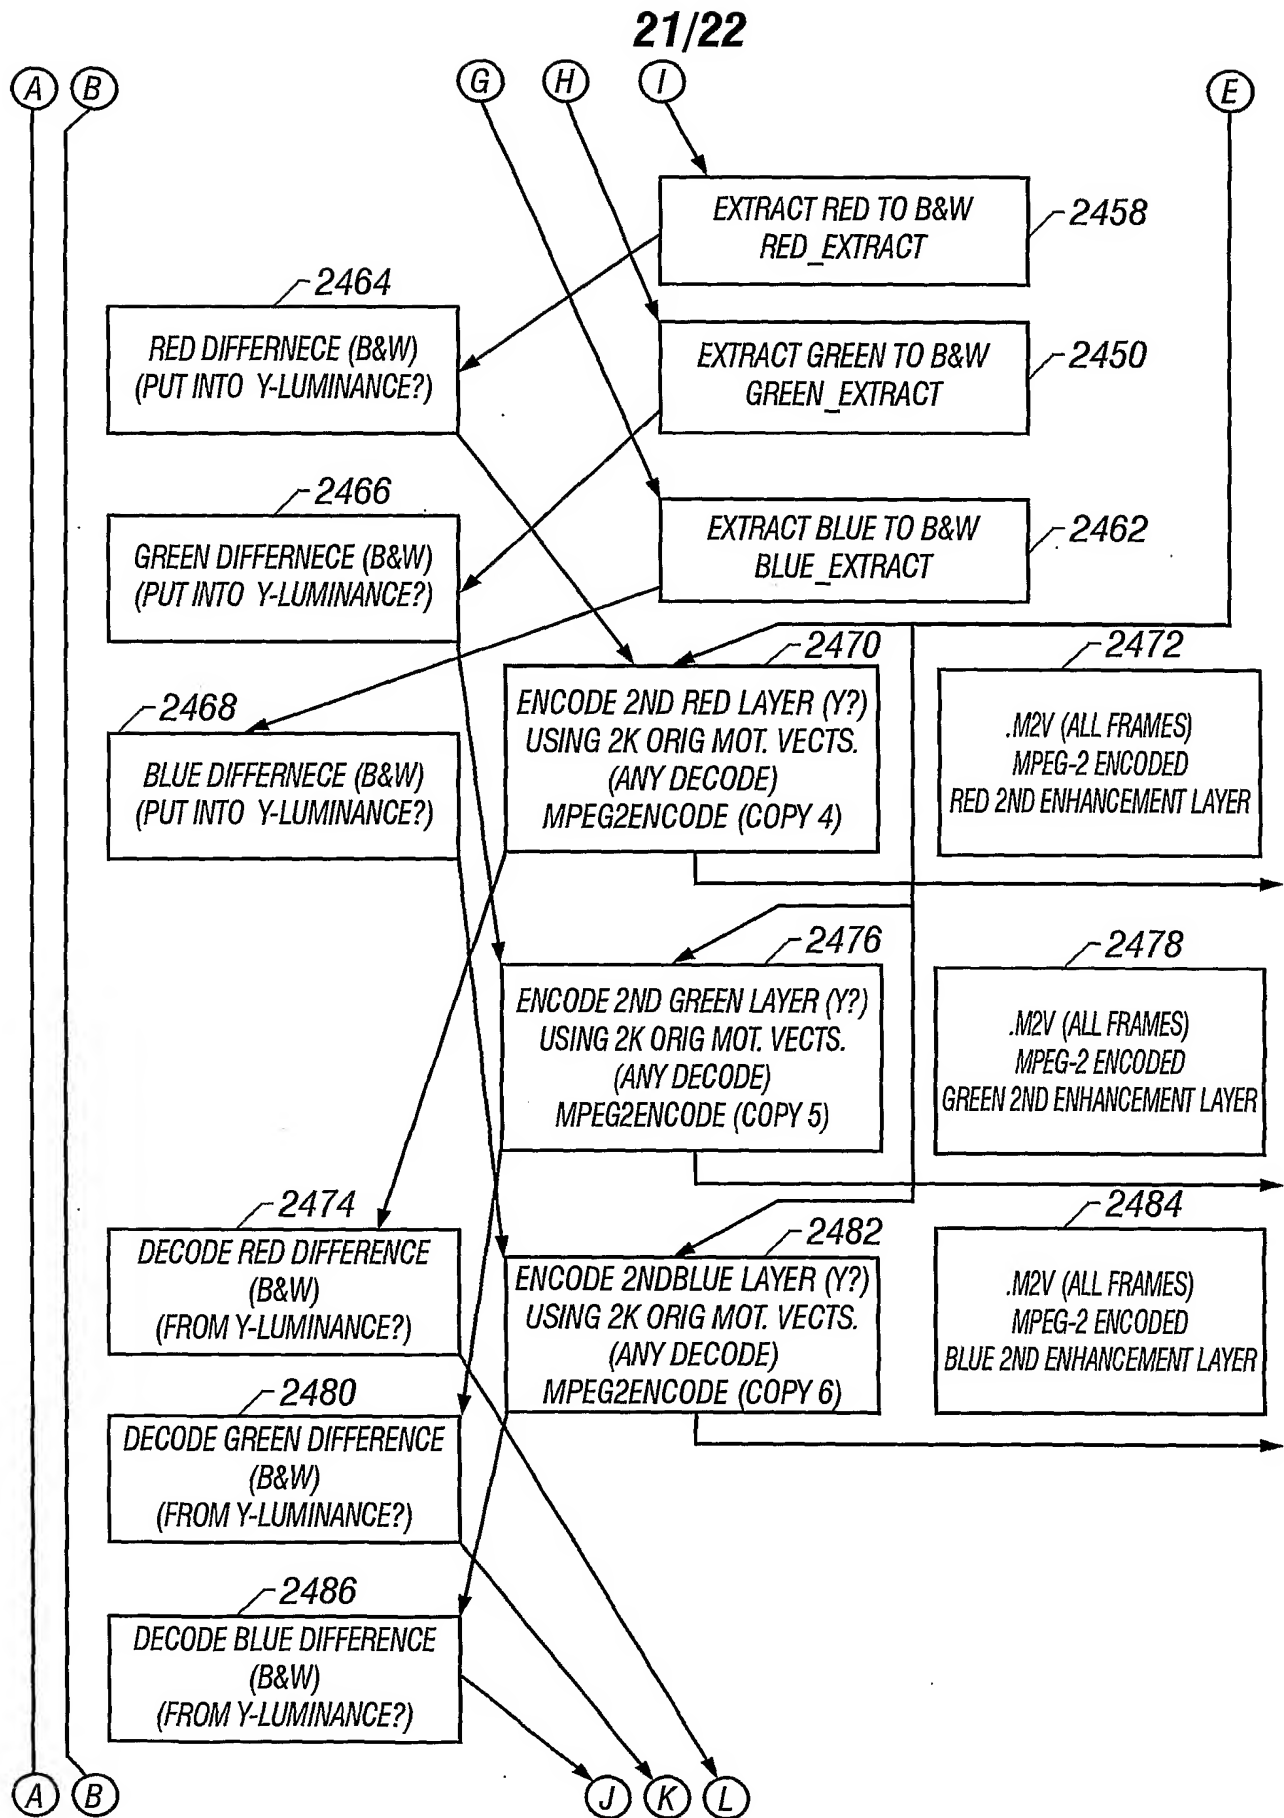 21/22
A
B
G
H
I
E
EXTRACT RED TO B&W
RED_EXTRACT
2458
2464
RED DIFFERNECE (B&W)
(PUT INTO Y-LUMINANCE?)
EXTRACT GREEN TO B&W
GREEN_EXTRACT
2450
2466
GREEN DIFFERNECE (B&W)
(PUT INTO Y-LUMINANCE?)
EXTRACT BLUE TO B&W
BLUE_EXTRACT
2462
2468
BLUE DIFFERNECE (B&W)
(PUT INTO Y-LUMINANCE?)
2470
ENCODE 2ND RED LAYER (Y?)
USING 2K ORIG MOT. VECTS.
(ANY DECODE)
MPEG2ENCODE (COPY 4)
2472
.M2V (ALL FRAMES)
MPEG-2 ENCODED
RED 2ND ENHANCEMENT LAYER
2476
ENCODE 2ND GREEN LAYER (Y?)
USING 2K ORIG MOT. VECTS.
(ANY DECODE)
MPEG2ENCODE (COPY 5)
2478
.M2V (ALL FRAMES)
MPEG-2 ENCODED
GREEN 2ND ENHANCEMENT LAYER
2474
DECODE RED DIFFERENCE
(B&W)
(FROM Y-LUMINANCE?)
2482
ENCODE 2NDBLUE LAYER (Y?)
USING 2K ORIG MOT. VECTS.
(ANY DECODE)
MPEG2ENCODE (COPY 6)
2484
.M2V (ALL FRAMES)
MPEG-2 ENCODED
BLUE 2ND ENHANCEMENT LAYER
2480
DECODE GREEN DIFFERENCE
(B&W)
(FROM Y-LUMINANCE?)
2486
DECODE BLUE DIFFERENCE
(B&W)
(FROM Y-LUMINANCE?)
A
B
J
K
L